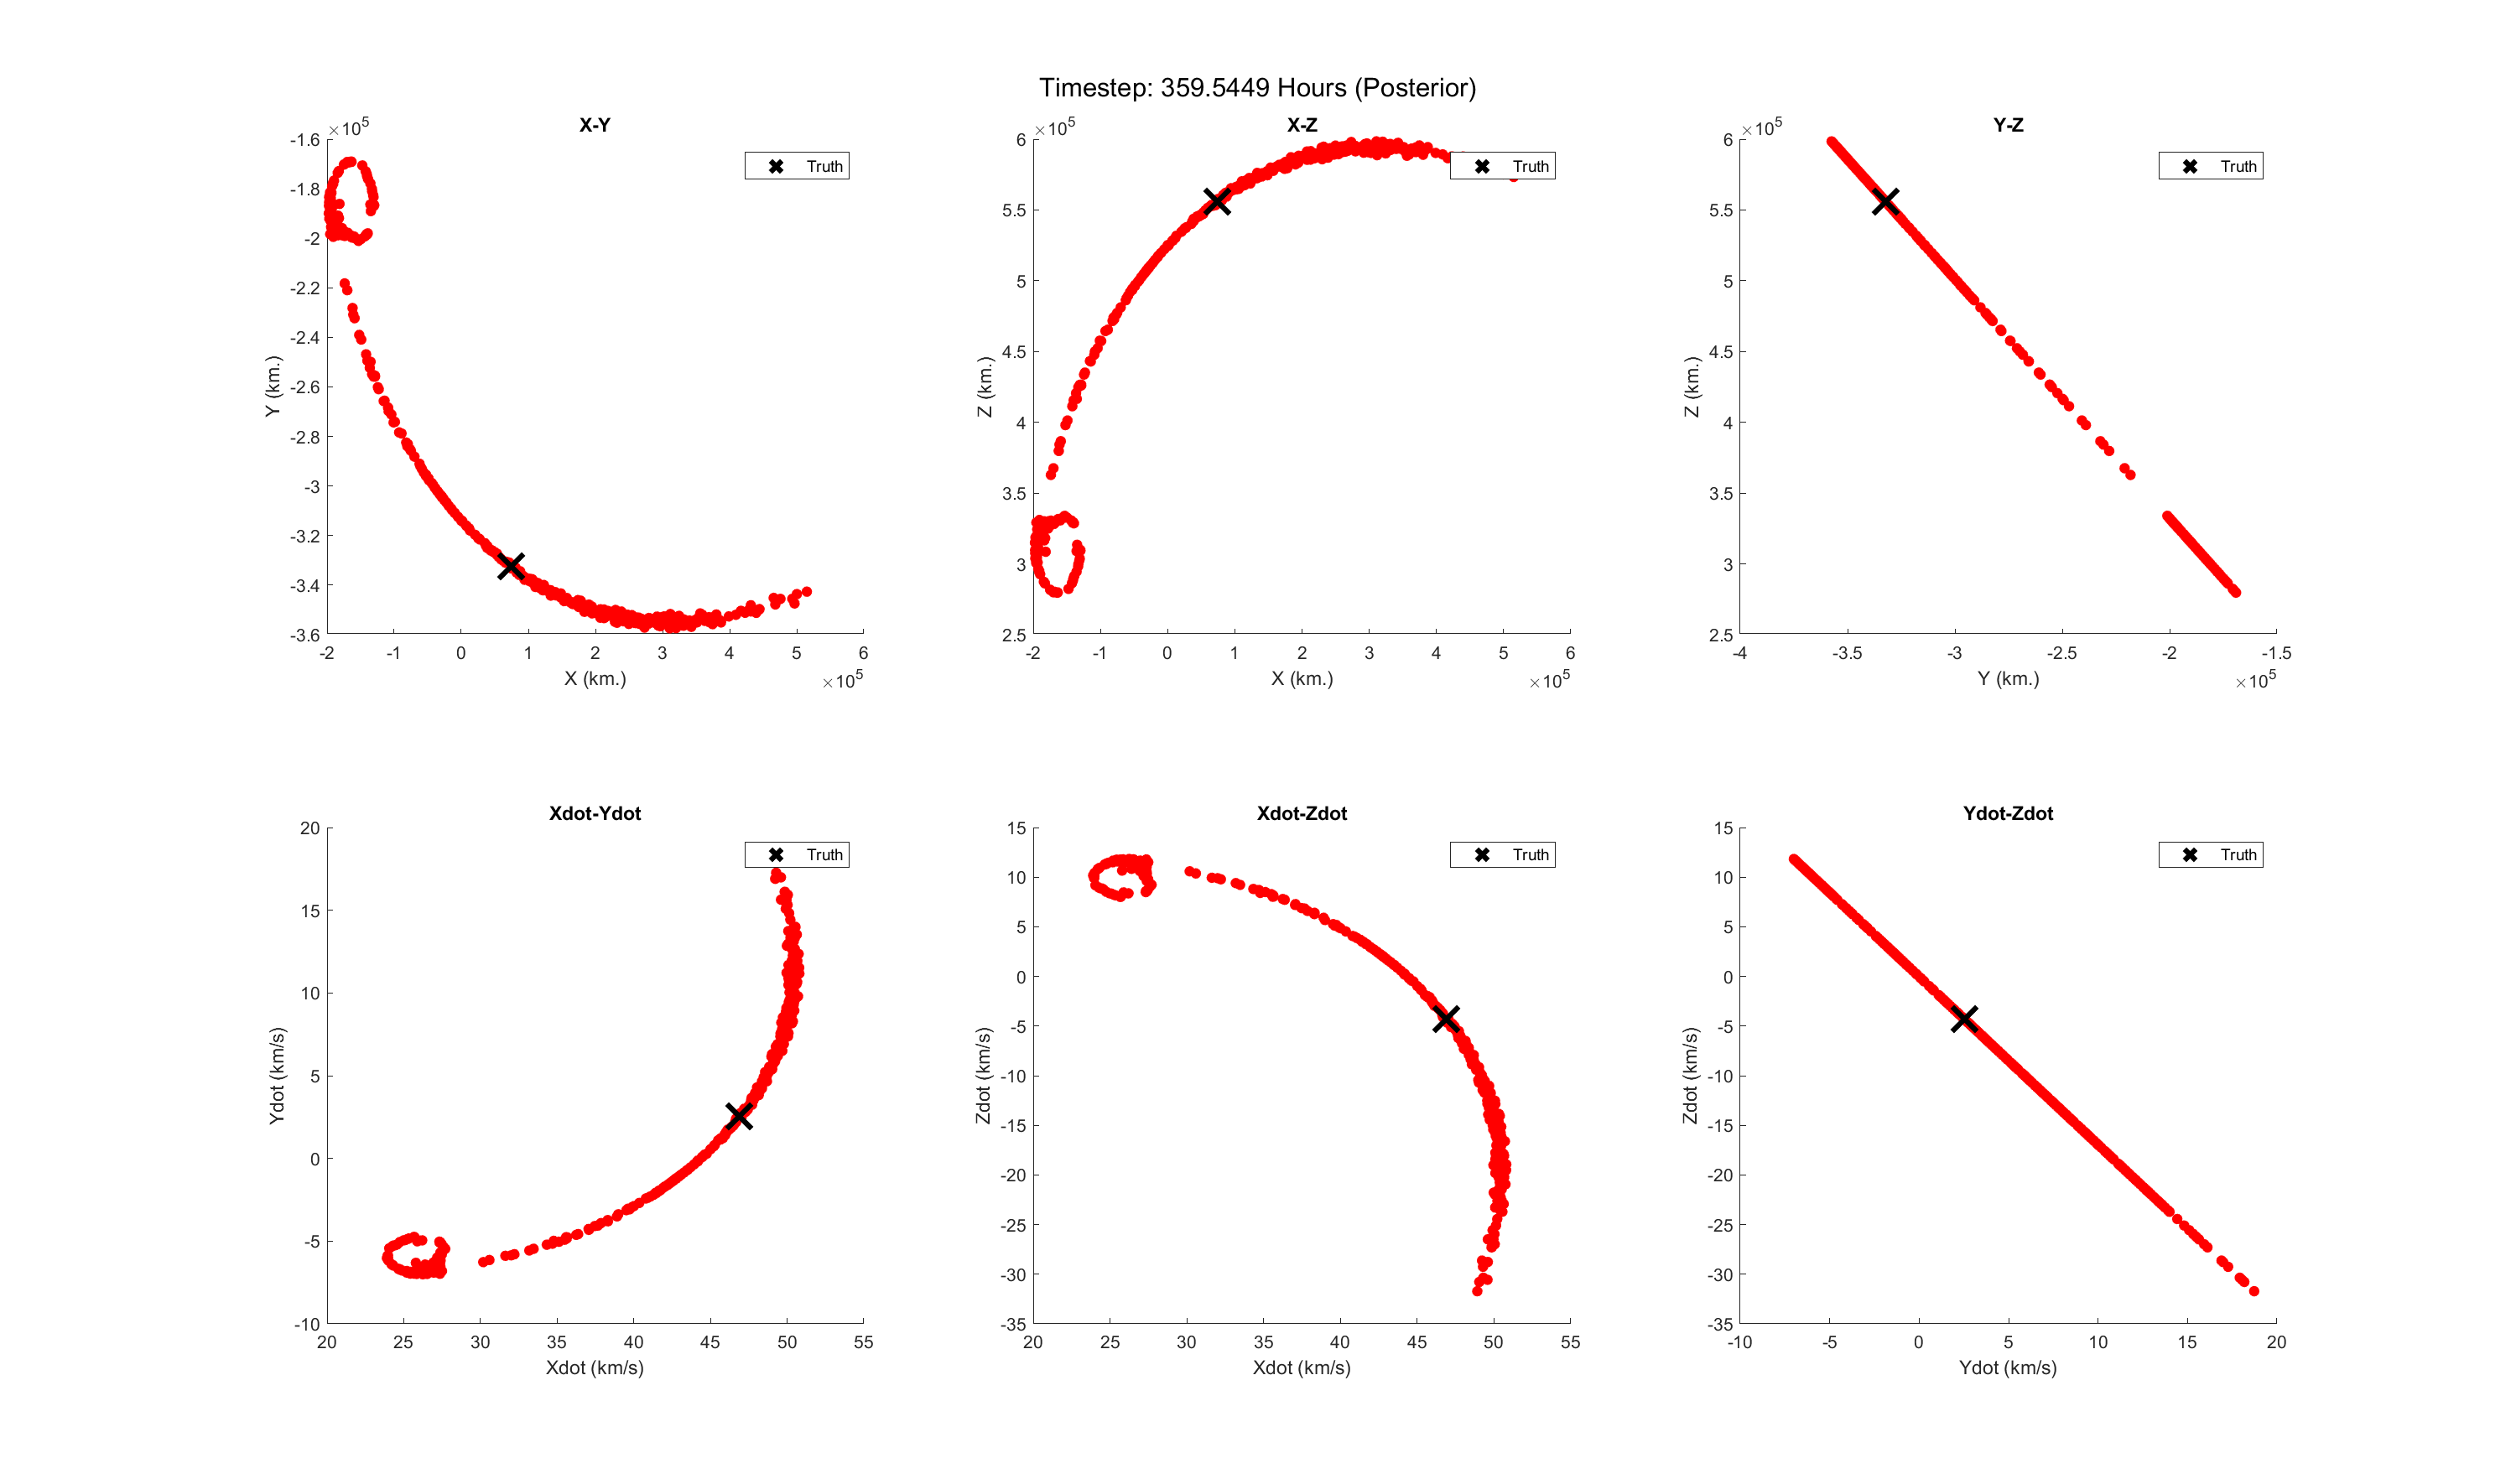 Timestep: 359.5449 Hours (Posterior)
X-Y
×10^5
Truth
-1.6
-1.8
-2
-2.2
-2.4
-2.6
-2.8
-3
-3.2
-3.4
-3.6
Y (km.)
-2 -1 0 1 2 3 4 5 6
X (km.)
×10^5
X-Z
×10^5
Truth
6
5.5
5
4.5
4
3.5
3
2.5
Z (km.)
-2 -1 0 1 2 3 4 5 6
X (km.)
×10^5
Y-Z
×10^5
Truth
6
5.5
5
4.5
4
3.5
3
2.5
Z (km.)
-4 -3.5 -3 -2.5 -2 -1.5
Y (km.)
×10^5
Xdot-Ydot
Truth
20
15
10
5
0
-5
-10
Ydot (km/s)
20 25 30 35 40 45 50 55
Xdot (km/s)
Xdot-Zdot
Truth
15
10
5
0
-5
-10
-15
-20
-25
-30
-35
Zdot (km/s)
20 25 30 35 40 45 50 55
Xdot (km/s)
Ydot-Zdot
Truth
15
10
5
0
-5
-10
-15
-20
-25
-30
-35
Zdot (km/s)
-10 -5 0 5 10 15 20
Ydot (km/s)